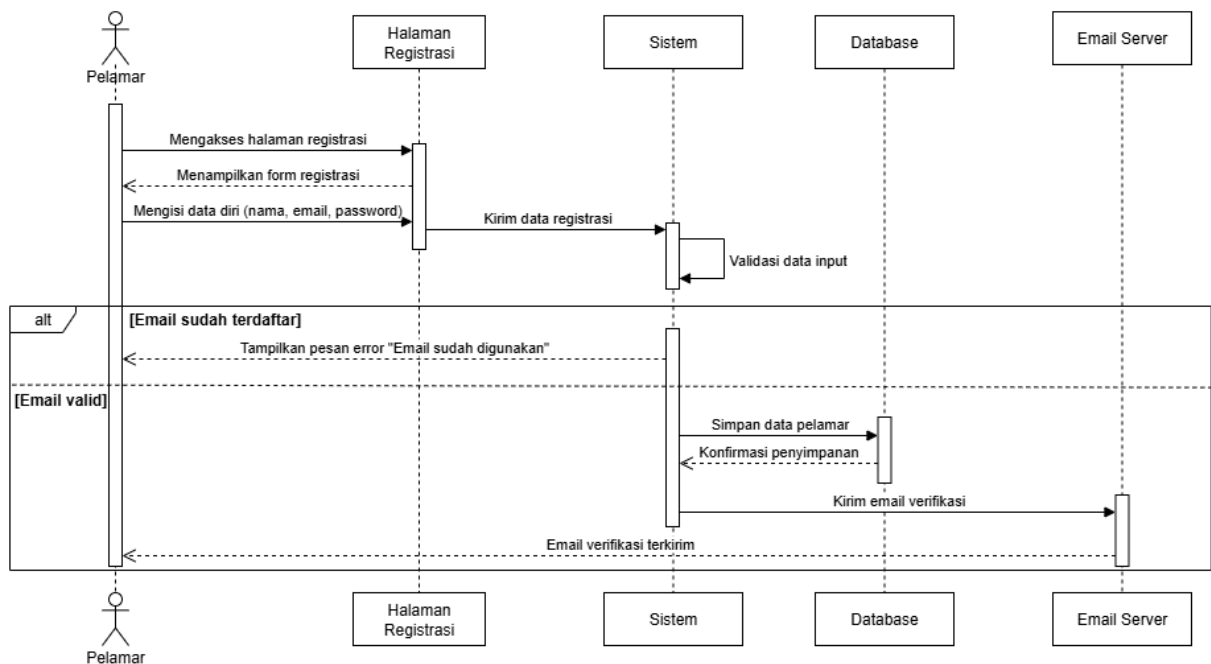 Pelamar
Halaman
Registrasi
Sistem
Database
Email Server
Mengakses halaman registrasi
Menampilkan form registrasi
Mengisi data diri (nama, email, password)
Kirim data registrasi
Validasi data input
alt
[Email sudah terdaftar]
Tampilkan pesan error "Email sudah digunakan"
[Email valid]
Simpan data pelamar
Konfirmasi penyimpanan
Kirim email verifikasi
Email verifikasi terkirim
Pelamar
Halaman
Registrasi
Sistem
Database
Email Server